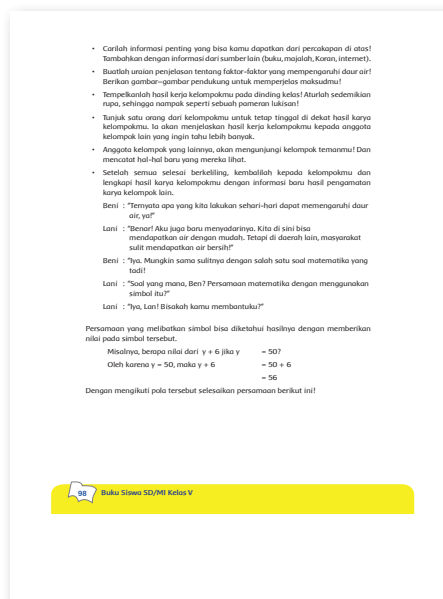 • Carilah informasi penting yang bisa kamu dapatkan dari percakapan di atas!
Tambahkan dengan informasi dari sumber lain (buku, majalah, Koran, internet).
• Buatlah uraian penjelasan tentang faktor-faktor yang mempengaruhi daur air!
Berikan gambar-gambar pendukung untuk memperjelas maksudmu!
• Tempelkanlah hasil kerja kelompokmu pada dinding kelas! Aturlah sedemikian
rupa, sehingga nampak seperti sebuah pameran lukisan!
• Tunjuk satu orang dari kelompokmu untuk tetap tinggal di dekat hasil karya
kelompokmu. Ia akan menjelaskan hasil kerja kelompokmu kepada anggota
kelompok lain yang ingin tahu lebih banyak.
• Anggota kelompok yang lainnya, akan mengunjungi kelompok temanmu! Dan
mencatat hal-hal baru yang mereka lihat.
• Setelah semua selesai berkeliling, kembalilah kepada kelompokmu dan
lengkapi hasil karya kelompokmu dengan informasi baru hasil pengamatan
karya kelompok lain.
Beni : "Ternyata apa yang kita lakukan sehari-hari dapat memengaruhi daur
air, ya!"
Lani : "Benar! Aku juga baru menyadarinya. Kita di sini bisa
mendapatkan air dengan mudah. Tetapi di daerah lain, masyarakat
sulit mendapatkan air bersih!"
Beni : "Iya. Mungkin sama sulitnya dengan salah satu soal matematika yang
tadi!
Lani : "Soal yang mana, Ben? Persamaan matematika dengan menggunakan
simbol itu?"
Lani : "Iya, Lan! Bisakah kamu membantuku?"
Persamaan yang melibatkan simbol bisa diketahui hasilnya dengan memberikan
nilai pada simbol tersebut.
Misalnya, berapa nilai dari y + 6 jika y = 50?
Oleh karena y = 50, maka y + 6 = 50 + 6
= 56
Dengan mengikuti pola tersebut selesaikan persamaan berikut ini!
98 Buku Siswa SD/MI Kelas V